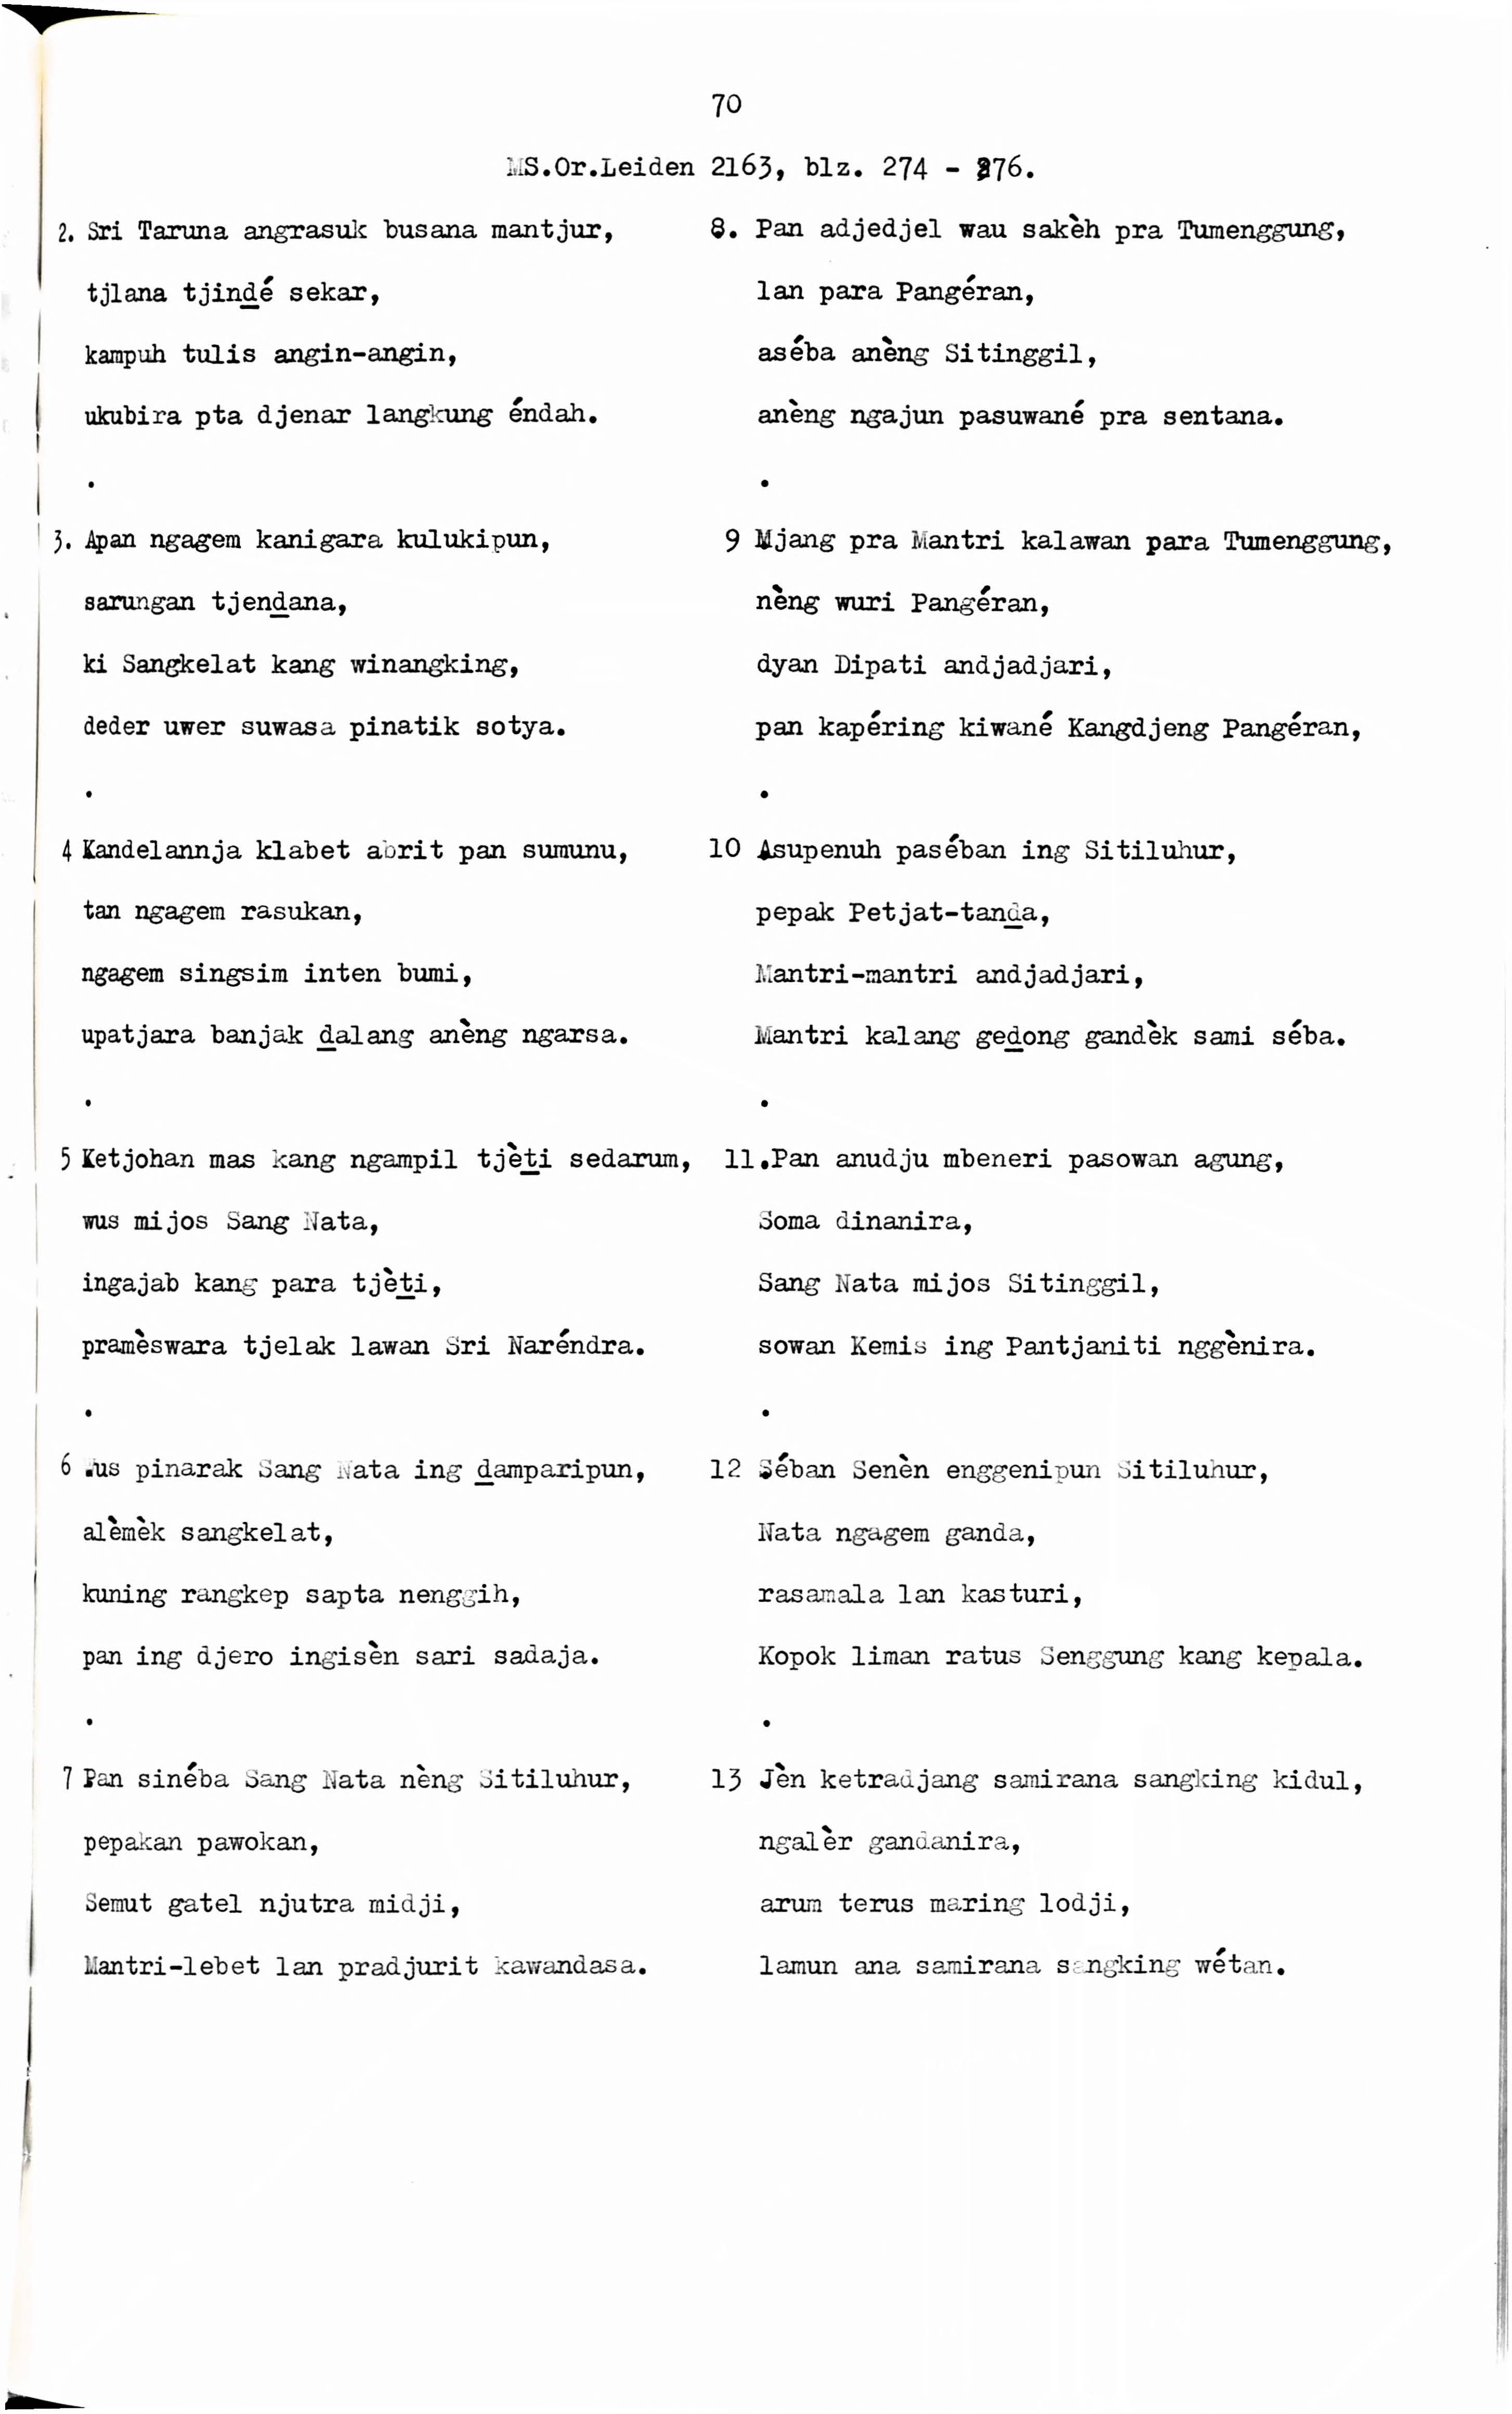 70
MS.Or.Leiden 2163, blz. 274 - 276.
2. Sri Taruna angrasuk busana mantjur,
tjlana tjindé sekar,
kampuh tulis angin-angin,
ukubira pta djenar langkung éndah.
.
3. Apan ngagem kanigara kulukipun,
sarungan tjendana,
ki Sangkelat kang winangking,
deder uwer suwasa pinatik sotya.
.
4 Kandelannja klabet abrit pan sumunu,
tan ngagem rasukan,
ngagem singsim inten bumi,
upatjara banjak dalang anèng ngarsa.
.
5 Ketjohan mas kang ngampil tjèti sedarum,
wus mijos Sang Nata,
ingajab kang para tjèti,
pramèswara tjelak lawan Sri Naréndra.
.
6 Wus pinarak Sang Nata ing damparipun,
alèmèk sangkelat,
kuning rangkep sapta nenggih,
pan ing djero ingisèn sari sadaja.
.
7 Pan sinéba Sang Nata nèng Sitiluhur,
pepakan pawokan,
Semut gatel njutra midji,
Mantri-lebet lan pradjurit kawandasa.
8. Pan adjedjel wau sakèh pra Tumenggung,
lan para Pangéran,
aséba anèng Sitinggil,
anèng ngajun pasuwané pra sentana.
.
9 Mjang pra Mantri kalawan para Tumenggung,
nèng wuri Pangéran,
dyan Dipati andjadjari,
pan kapéring kiwané Kangdjeng Pangéran,
.
10 Asupenuh paséban ing Sitiluhur,
pepak Petjat-tanda,
Mantri-mantri andjadjari,
Mantri kalang gedong gandèk sami séba.
.
11.Pan anudju mbeneri pasowan agung,
Soma dinanira,
Sang Nata mijos Sitinggil,
sowan Kemis ing Pantjaniti nggènira.
.
12 Séban Senèn enggenipun Sitiluhur,
Nata ngagem ganda,
rasamala lan kasturi,
Kopok liman ratus Senggung kang kepala.
.
13 Jèn ketradjang samirana sangking kidul,
ngalèr gandanira,
arum terus maring lodji,
lamun ana samirana sangking wétan.